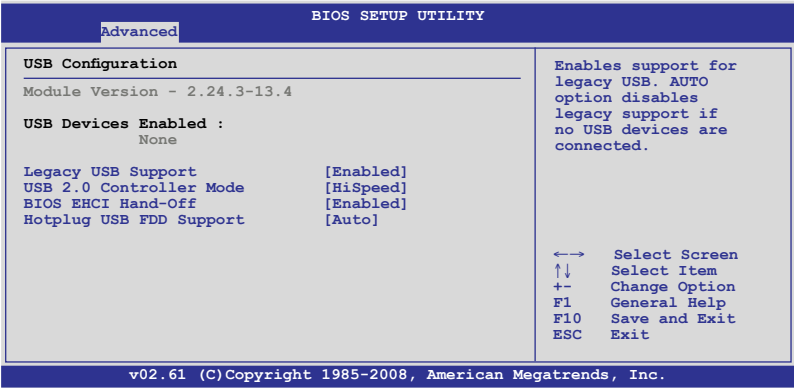 BIOS SETUP UTILITY
Advanced
USB Configuration
Module Version - 2.24.3-13.4
USB Devices Enabled :
None
Legacy USB Support [Enabled]
USB 2.0 Controller Mode [HiSpeed]
BIOS EHCI Hand-Off [Enabled]
Hotplug USB FDD Support [Auto]
Enables support for
legacy USB. AUTO
option disables
legacy support if
no USB devices are
connected.
←→ Select Screen
↑↓ Select Item
+- Change Option
F1 General Help
F10 Save and Exit
ESC Exit
v02.61 (C)Copyright 1985-2008, American Megatrends, Inc.